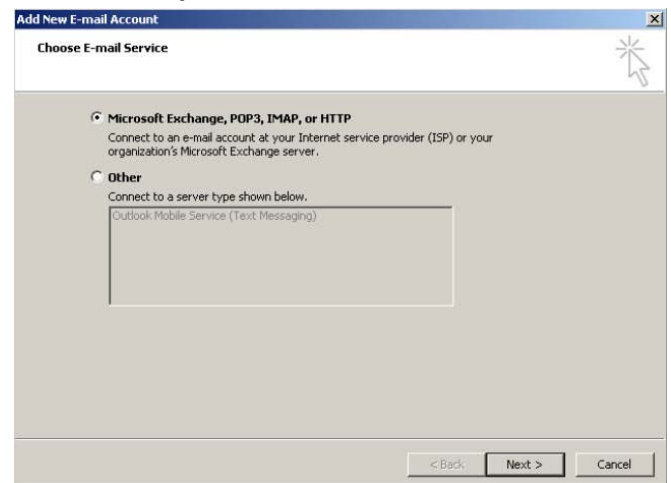 Add New E-mail Account
Choose E-mail Service
Microsoft Exchange, POP3, IMAP, or HTTP
Connect to an e-mail account at your Internet service provider (ISP) or your
organization's Microsoft Exchange server.
Other
Connect to a server type shown below.
Outlook Mobile Service (Text Messaging)
< Back
Next >
Cancel